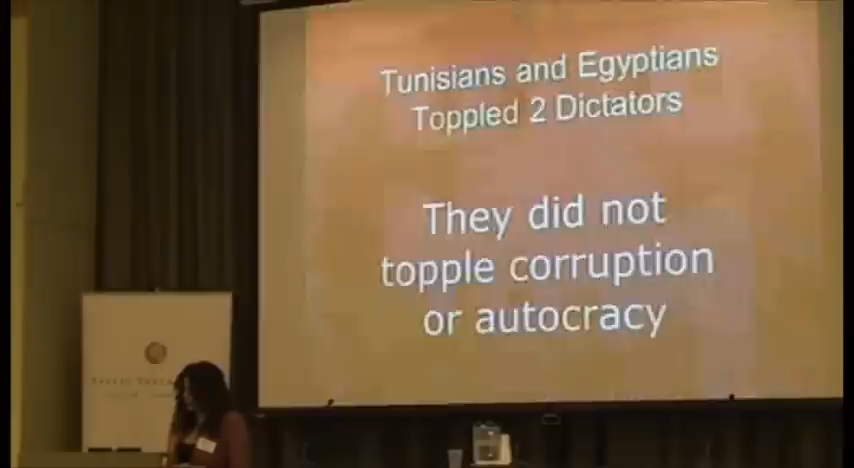 Tunisians and Egyptians
Toppled 2 Dictators
They did not
topple corruption
or autocracy